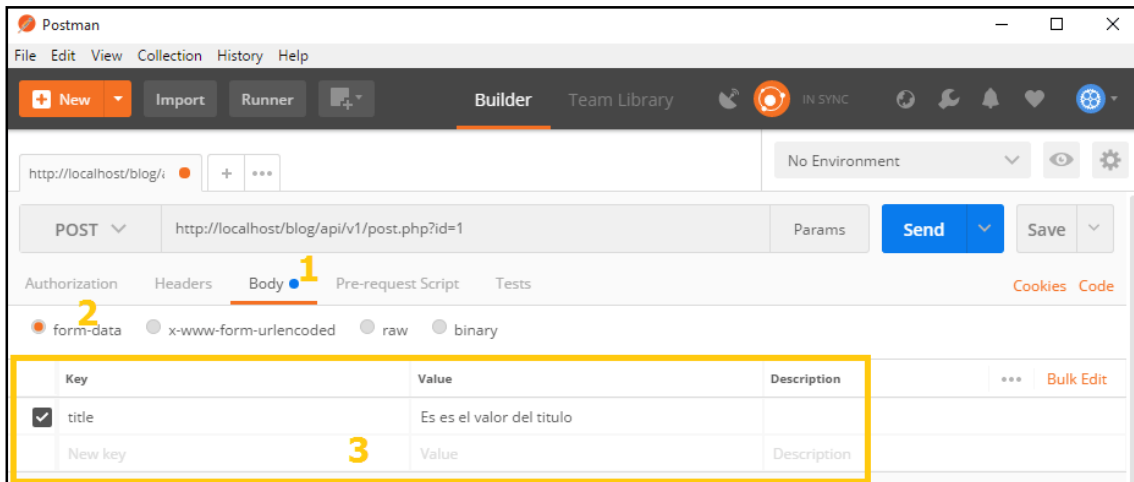 Postman
File Edit View Collection History Help
New Import Runner Builder Team Library IN SYNC
No Environment
http://localhost/blog/a
POST http://localhost/blog/api/v1/post.php?id=1 Params Send Save
1
Authorization Headers Body Pre-request Script Tests Cookies Code
2
form-data x-www-form-urlencoded raw binary
Key Value Description Bulk Edit
title Es es el valor del titulo
New key 3 Value Description